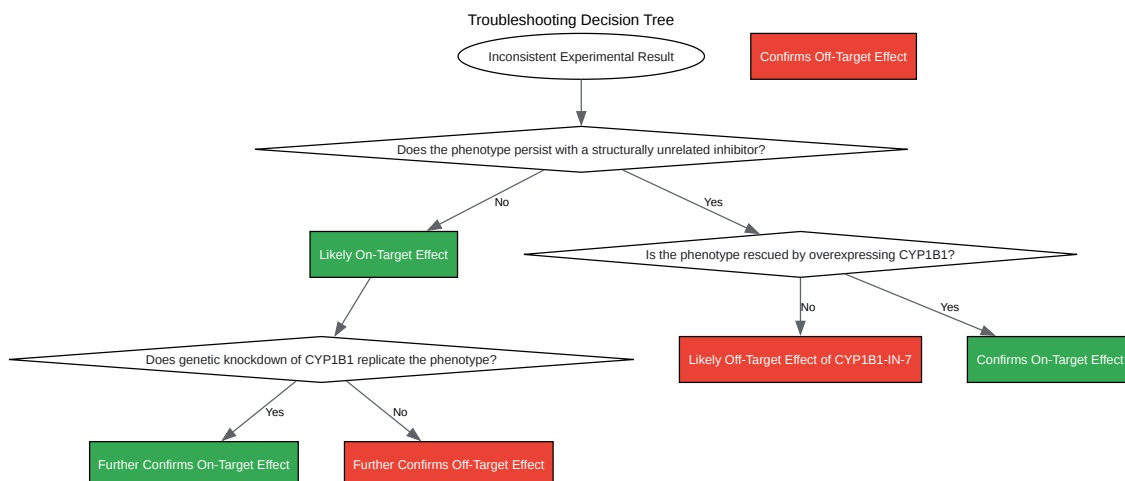 Troubleshooting Decision Tree
Inconsistent Experimental Result
Confirms Off-Target Effect
Does the phenotype persist with a structurally unrelated inhibitor?
No
Yes
Likely On-Target Effect
Is the phenotype rescued by overexpressing CYP1B1?
No
Yes
Does genetic knockdown of CYP1B1 replicate the phenotype?
Likely Off-Target Effect of CYP1B1-IN-7
Confirms On-Target Effect
Yes
No
Further Confirms On-Target Effect
Further Confirms Off-Target Effect